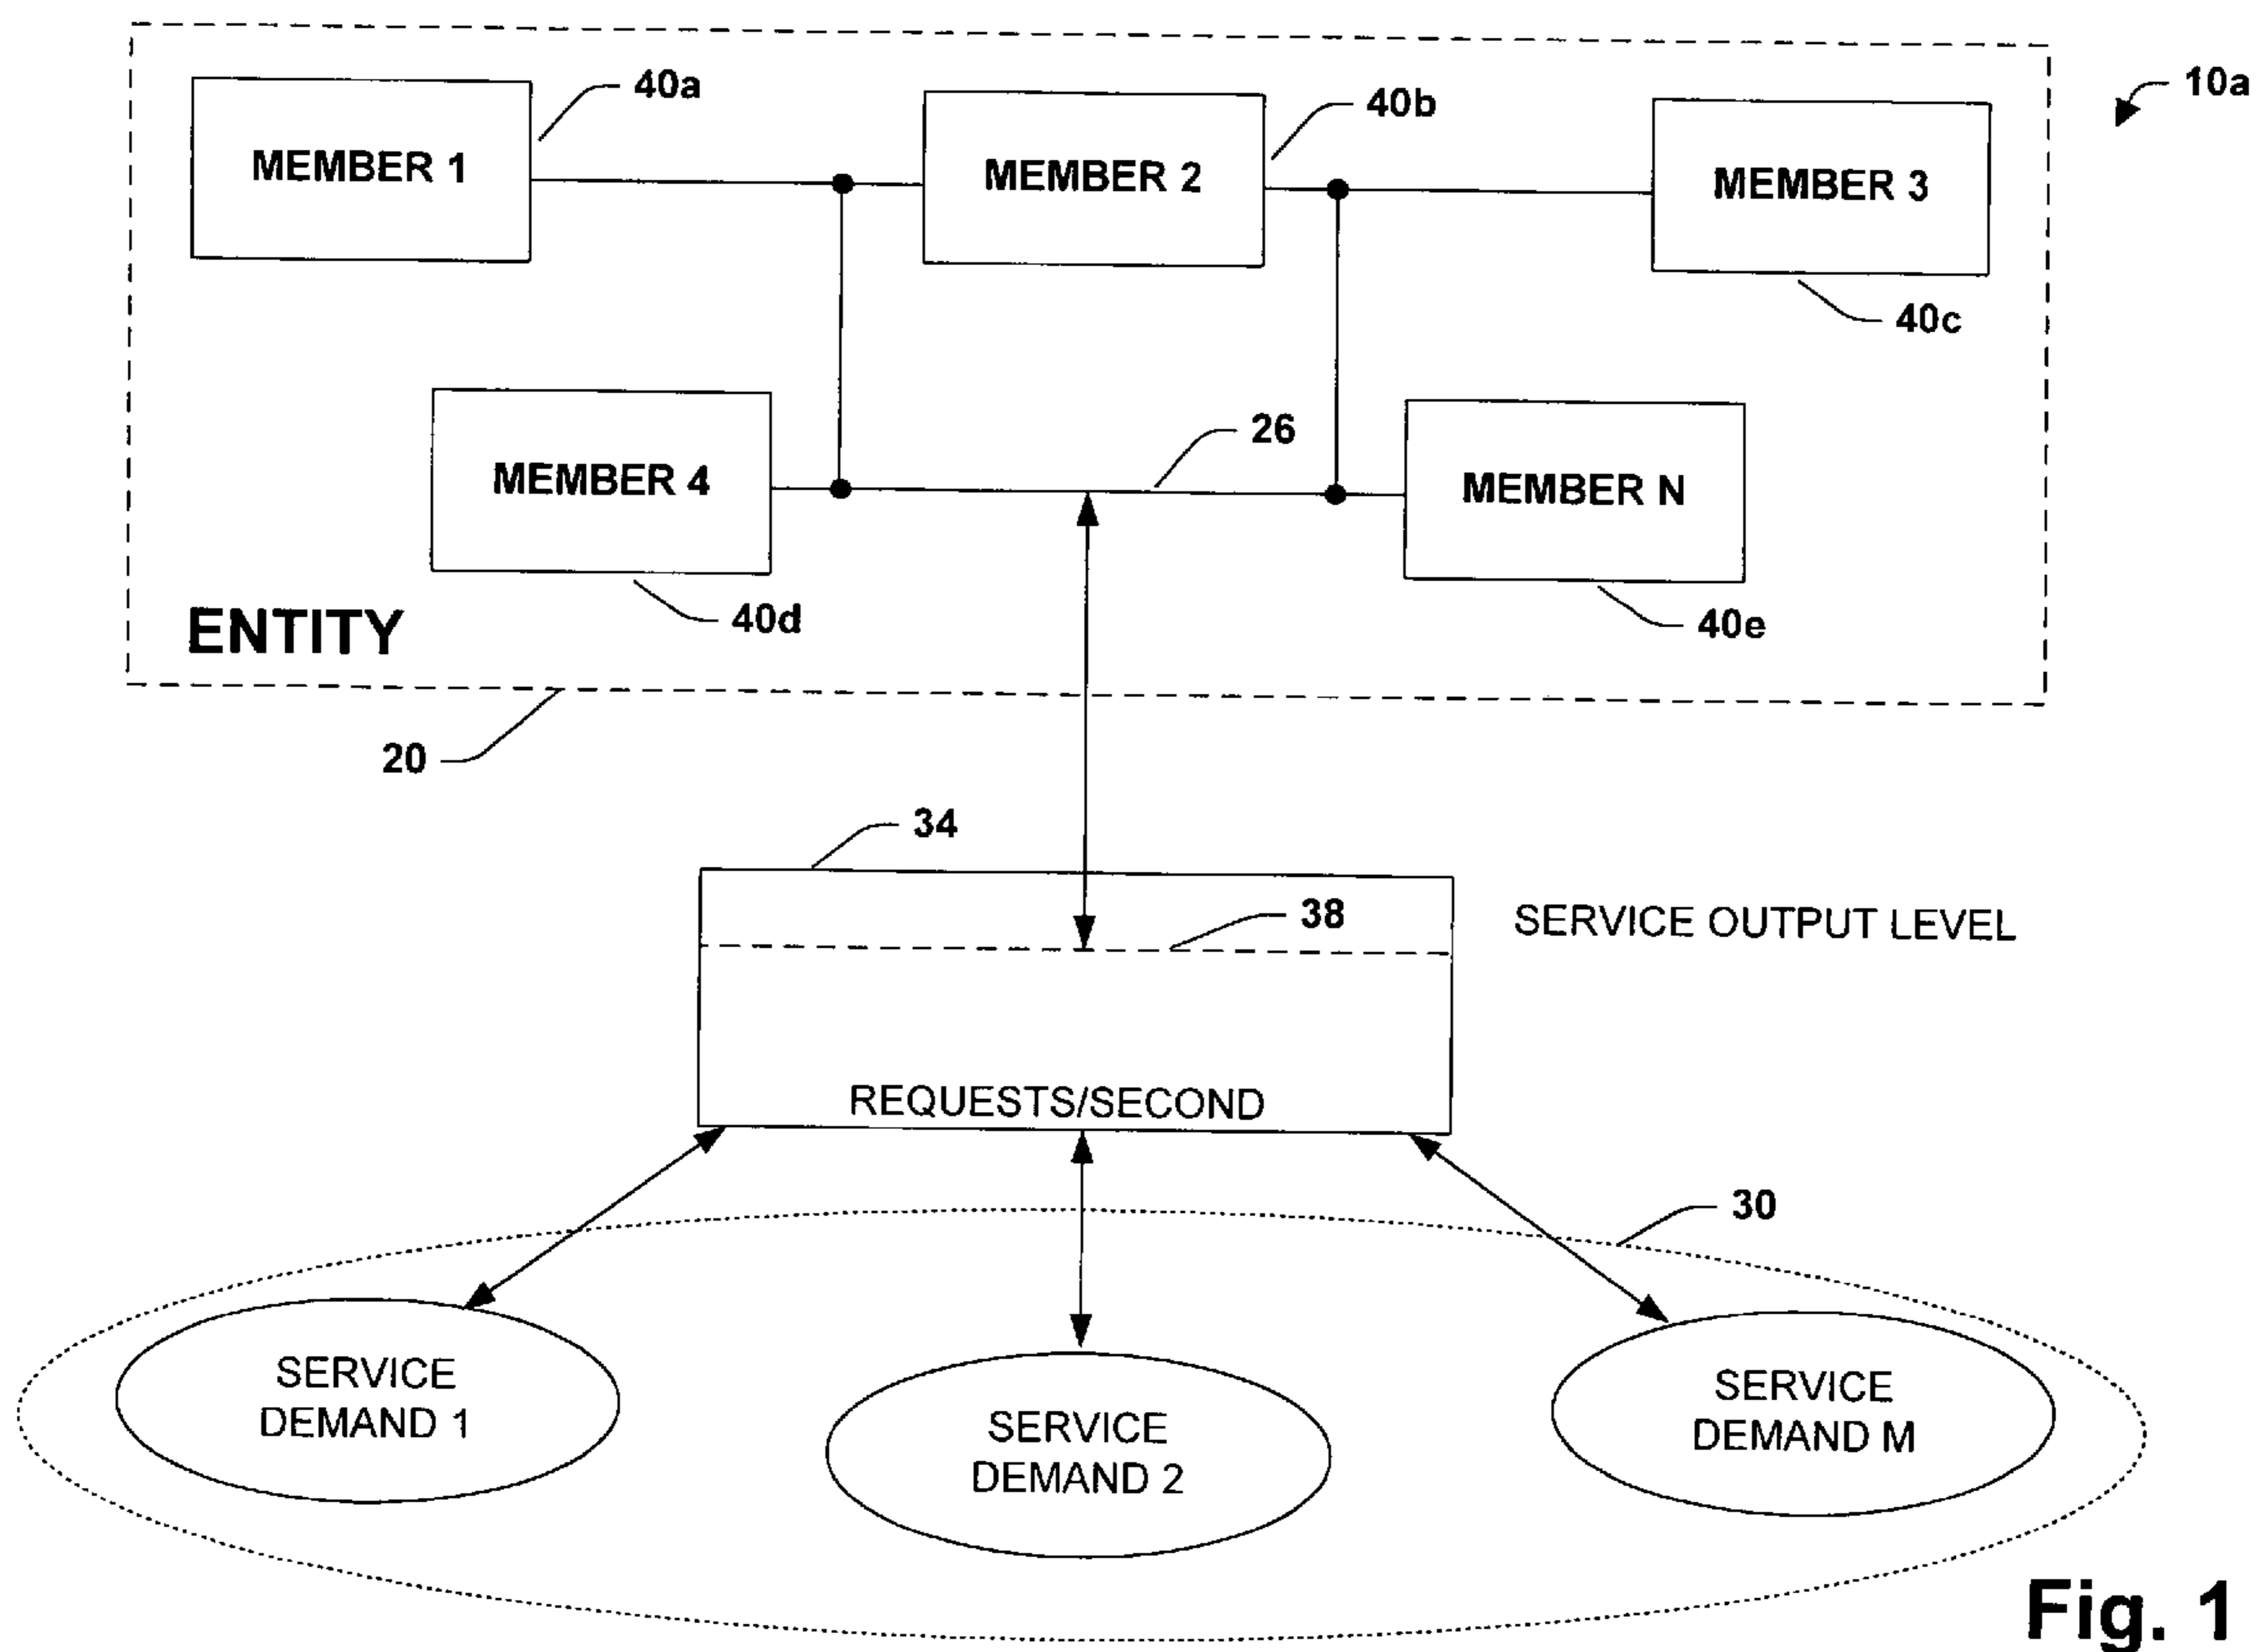 40a
40b
10a
MEMBER 1
MEMBER 2
MEMBER 3
40c
26
MEMBER 4
MEMBER N
40d
40e
ENTITY
20
34
38
SERVICE OUTPUT LEVEL
REQUESTS/SECOND
30
SERVICE
DEMAND 1
SERVICE
DEMAND 2
SERVICE
DEMAND M
Fig. 1